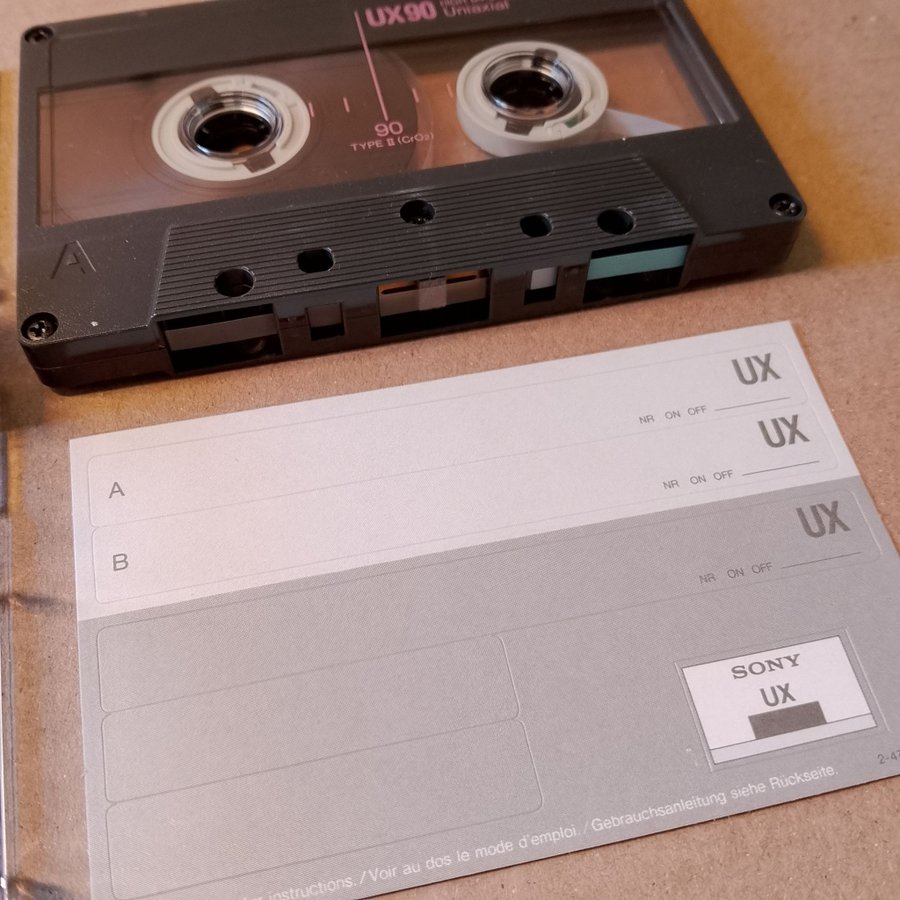 UX90
Uniaxial
90
TYPE II (CrO₂)
A
UX
NR ON OFF
A
UX
NR ON OFF
B
UX
NR ON OFF
SONY
UX
instructions./Voir au dos le mode d'emploi./Gebrauchsanleitung siehe Rückseite.